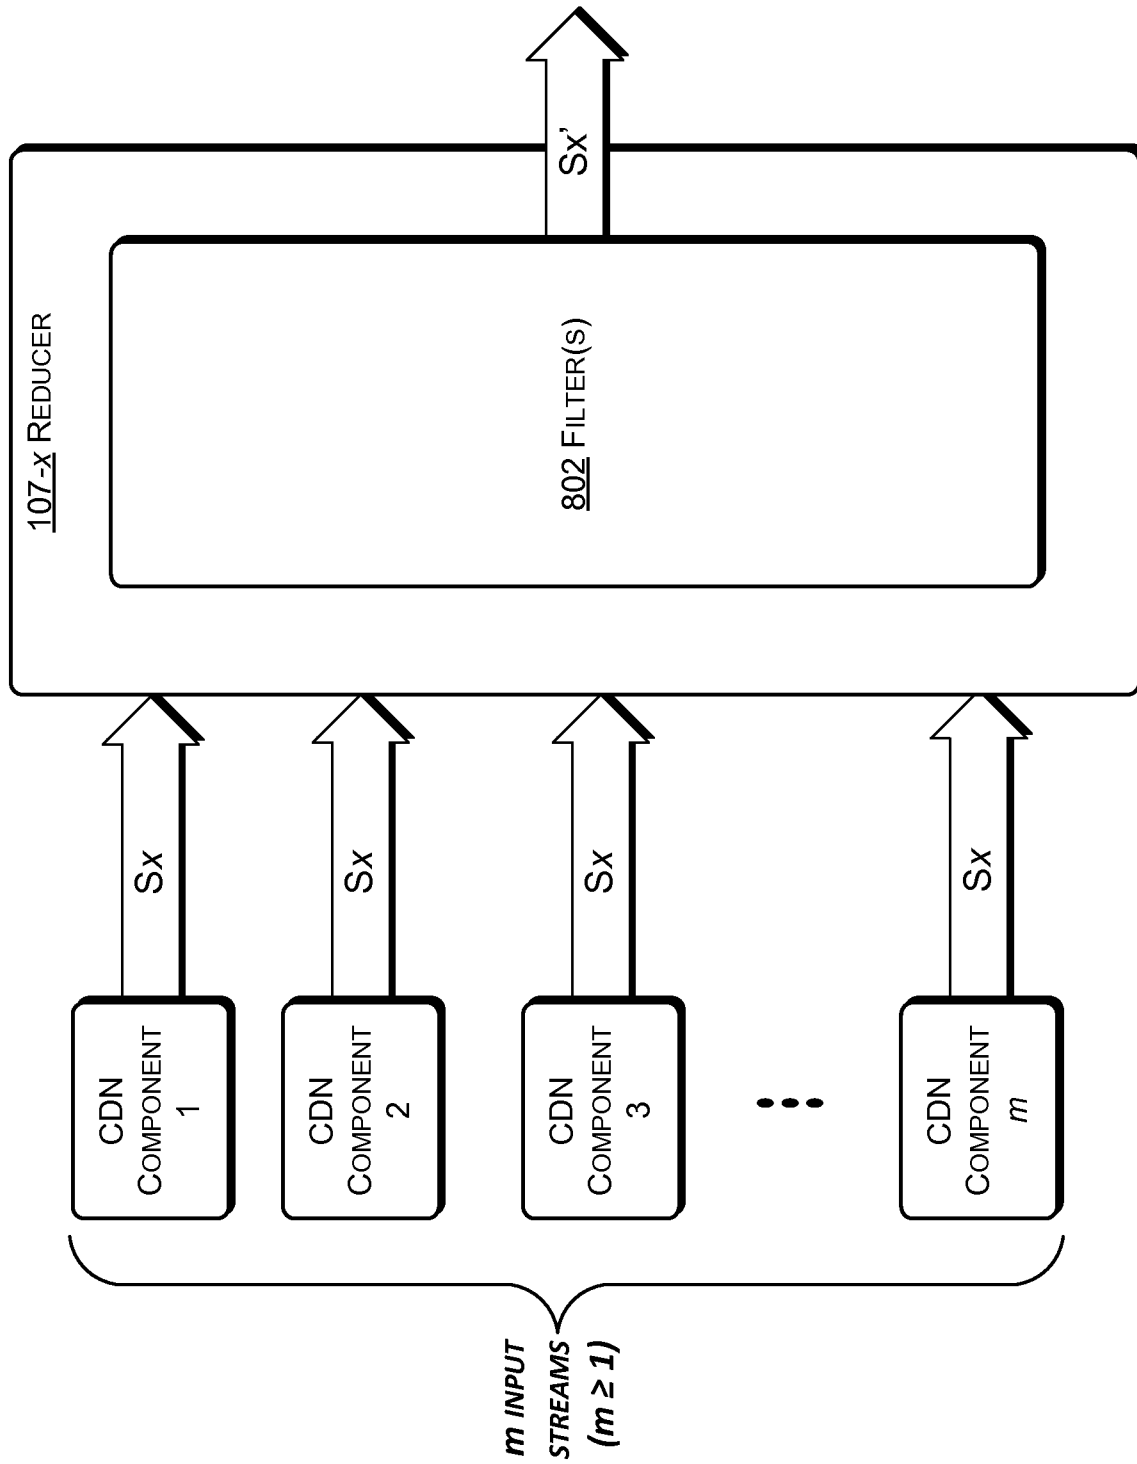 m INPUT
STREAMS
(m ≥ 1)
CDN
COMPONENT
1
CDN
COMPONENT
2
CDN
COMPONENT
3
CDN
COMPONENT
m
Sx
Sx
Sx
Sx
107-x REDUCER
802 FILTER(S)
Sx’